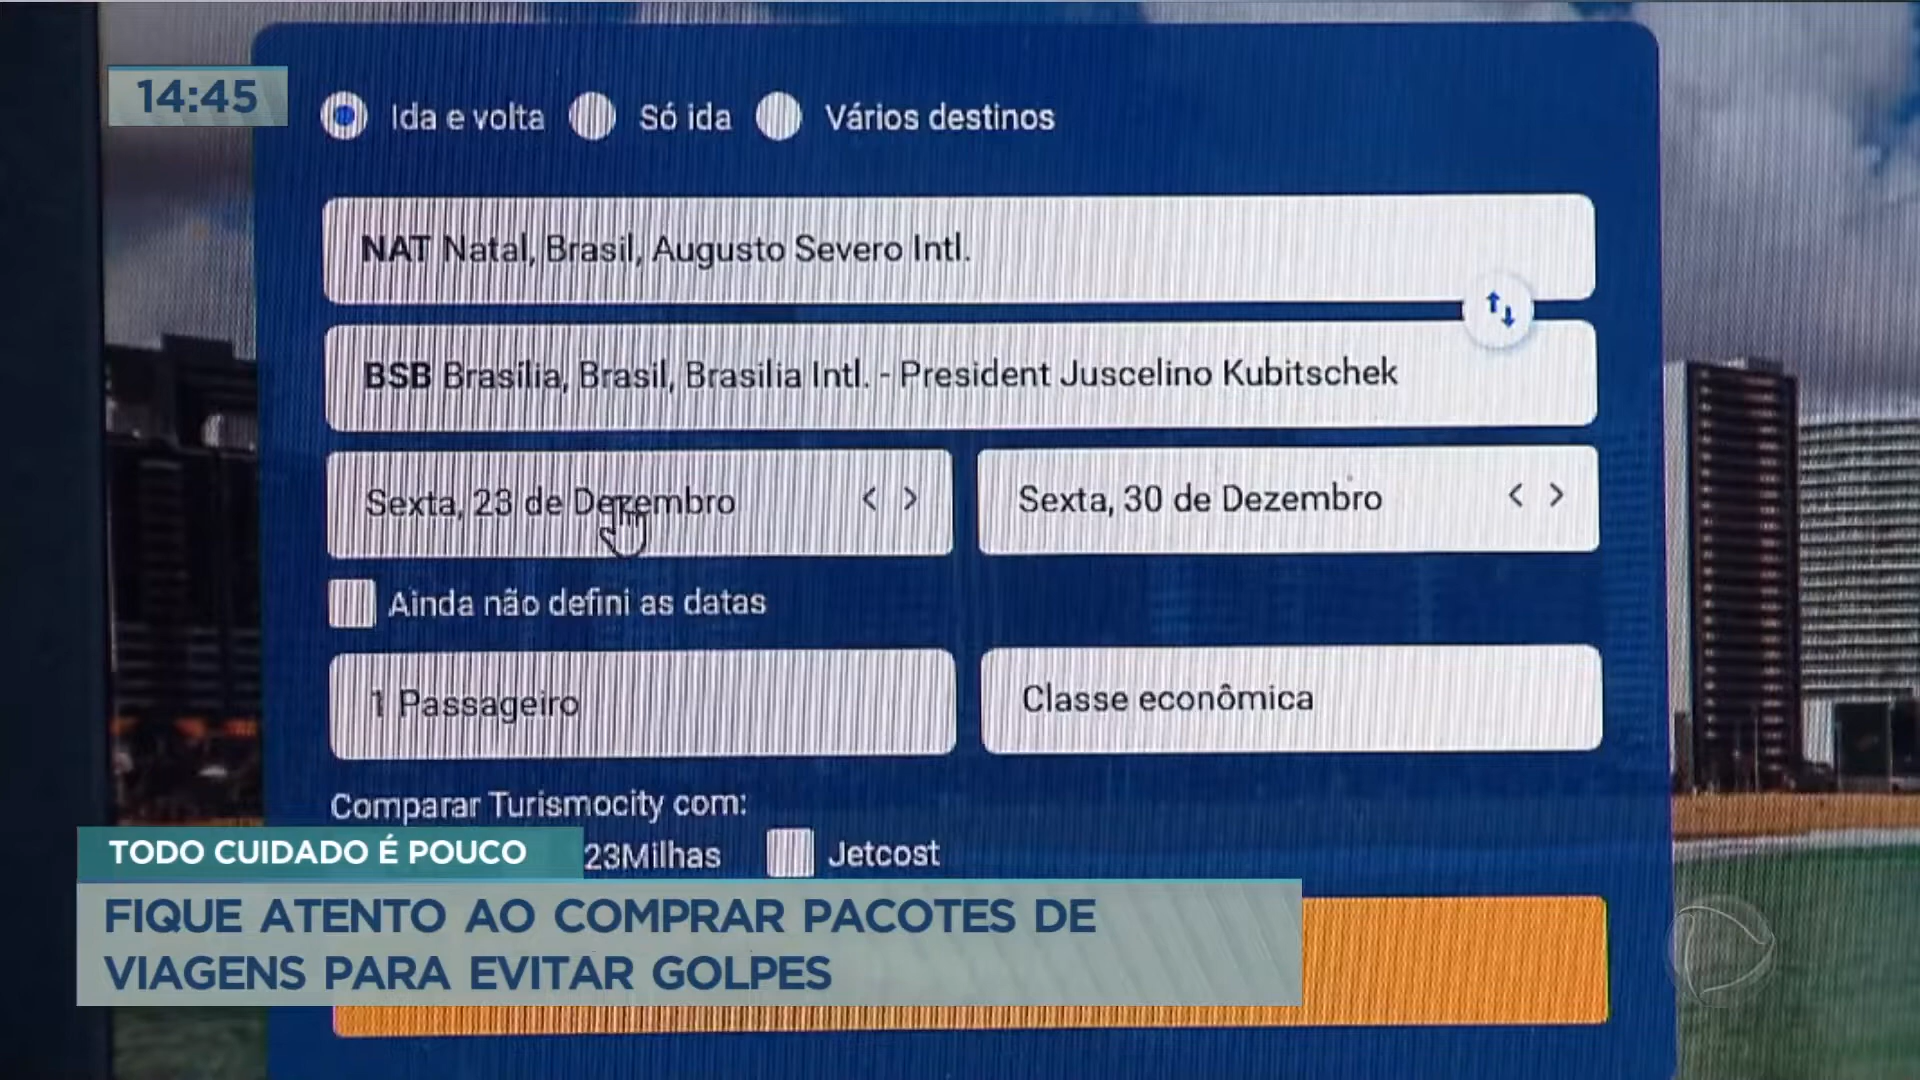 14:45
Ida e volta Só ida Vários destinos
NAT Natal, Brasil, Augusto Severo Intl.
BSB Brasília, Brasil, Brasilia Intl. - President Juscelino Kubitschek
Sexta, 23 de Dezembro < > Sexta, 30 de Dezembro < >
Ainda não defini as datas
1 Passageiro Classe econômica
Comparar Turismocity com:
23Milhas Jetcost
TODO CUIDADO É POUCO
FIQUE ATENTO AO COMPRAR PACOTES DE
VIAGENS PARA EVITAR GOLPES